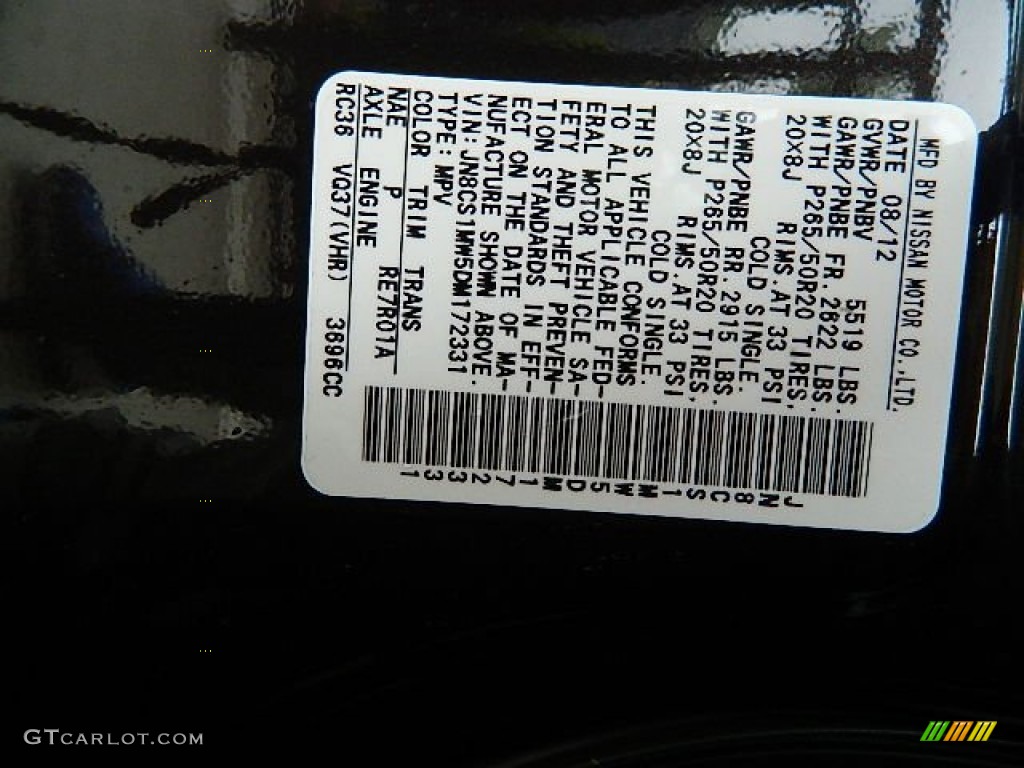 MFD BY NISSAN MOTOR CO.,LTD.
DATE 08/12
GVWR/PNBV 5519 LBS.
GAWR/PNBE FR.2822 LBS.
WITH P265/50R20 TIRES,
20X8J RIMS.AT 33 PSI
COLD SINGLE.
GAWR/PNBE RR.2915 LBS.
WITH P265/50R20 TIRES,
20X8J RIMS.AT 33 PSI
COLD SINGLE.
THIS VEHICLE CONFORMS
TO ALL APPLICABLE FED-
ERAL MOTOR VEHICLE SA-
FETY AND THEFT PREVEN-
TION STANDARDS IN EFF-
ECT ON THE DATE OF MA-
NUFACTURE SHOWN ABOVE.
VIN:JN8CS1MW5DM172331
TYPE:MPV
COLOR TRIM TRANS
NAE P RE7R01A
AXLE ENGINE
RC36 VQ37(VHR) 3696CC
JN8CS1MW5DM172331
GTCARLOT.COM